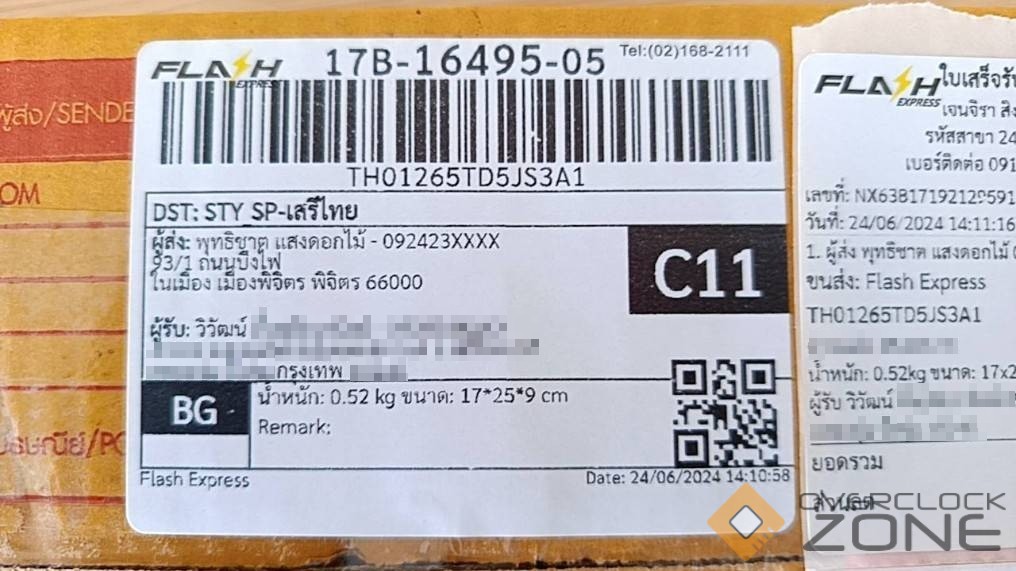 ผู้ส่ง/SENDE
OM
FLASH EXPRESS
17B-16495-05
Tel:(02)168-2111
TH01265TD5JS3A1
DST: STY SP-เสรีไทย
ผู้ส่ง: พุทธิชาต แสงดอกไม้ - 092423XXXX
93/1 ถนนบึงไฟ
ในเมือง เมืองพิจิตร พิจิตร 66000
C11
ผู้รับ: วิวัฒน์
กรุงเทพ
BG
น้ำหนัก: 0.52 kg ขนาด: 17*25*9 cm
Remark:
Flash Express
Date: 24/06/2024 14:10:58
FLASH EXPRESS
ใบเสร็จรับ
เจนจิรา สิง
รหัสสาขา 24
เบอร์ติดต่อ 091
เลขที่: NX63817192129591
วันที่: 24/06/2024 14:11:16
1. ผู้ส่ง พุทธิชาต แสงดอกไม้
ขนส่ง: Flash Express
TH01265TD5JS3A1
น้ำหนัก: 0.52kg ขนาด: 17x2
ผู้รับ วิวัฒน์
ยอดรวม
ส่วนลด
OVERCLOCK
ZONE